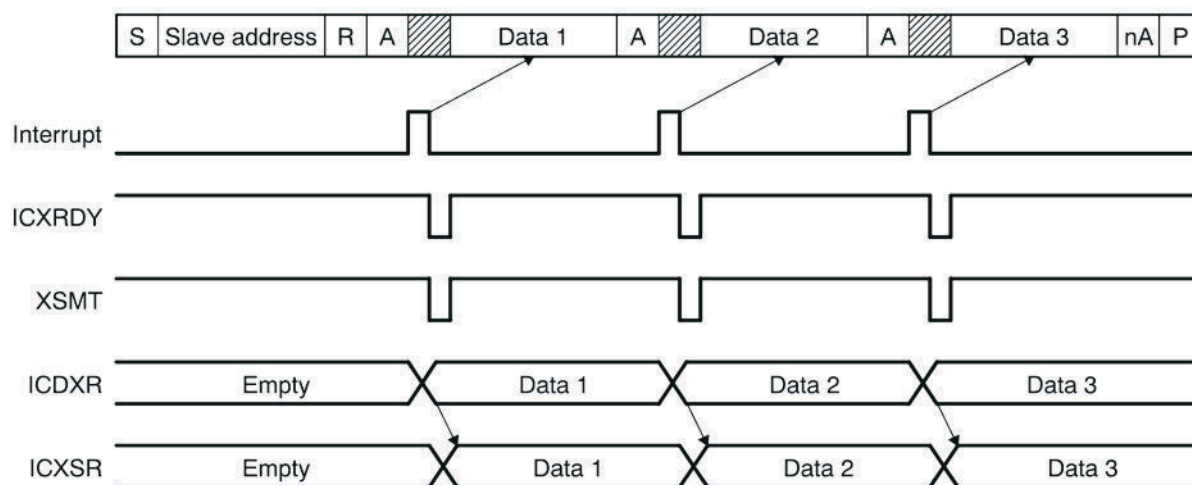 S Slave address R A Data 1 A Data 2 A Data 3 nA P
Interrupt
ICXRDY
XSMT
ICDXR Empty Data 1 Data 2 Data 3
ICXSR Empty Data 1 Data 2 Data 3